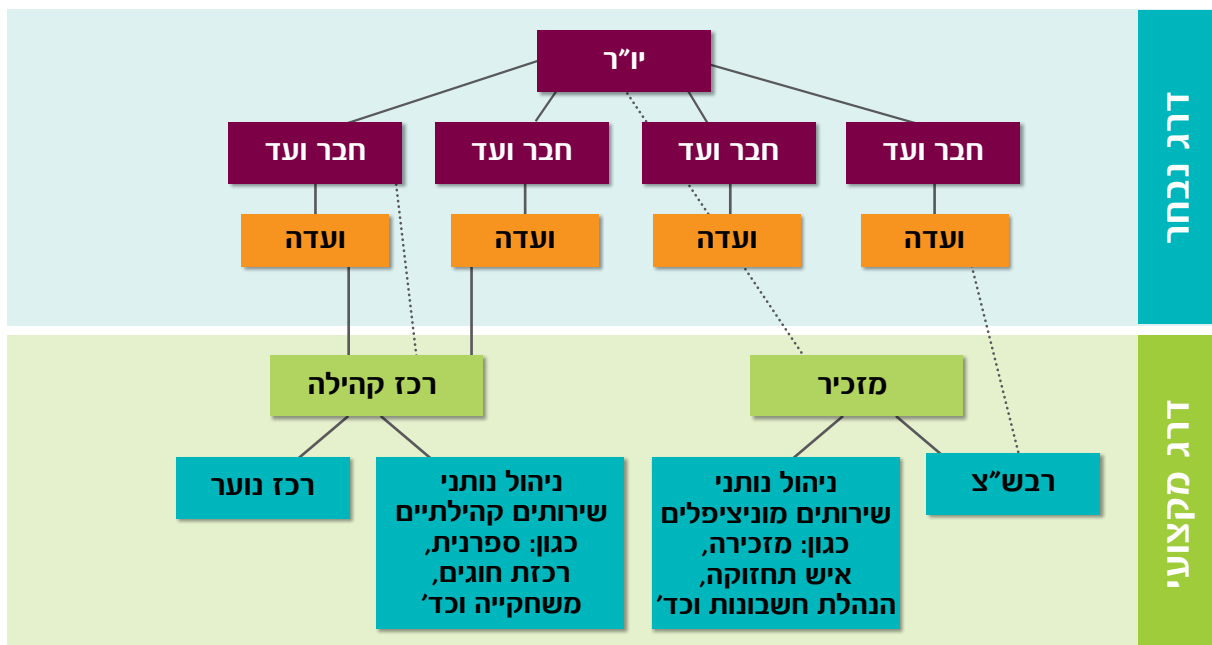 דרג נבחר
יו״ר
חבר ועד
חבר ועד
חבר ועד
חבר ועד
ועדה
ועדה
ועדה
ועדה
דרג מקצועי
מזכיר
רכז קהילה
רבש״צ
ניהול נותני
שירותים מוניציפלים
כגון: מזכירה,
איש תחזוקה,
הנהלת חשבונות וכד׳
ניהול נותני
שירותים קהילתיים
כגון: ספרנית,
רכזת חוגים,
משחקייה וכד׳
רכז נוער